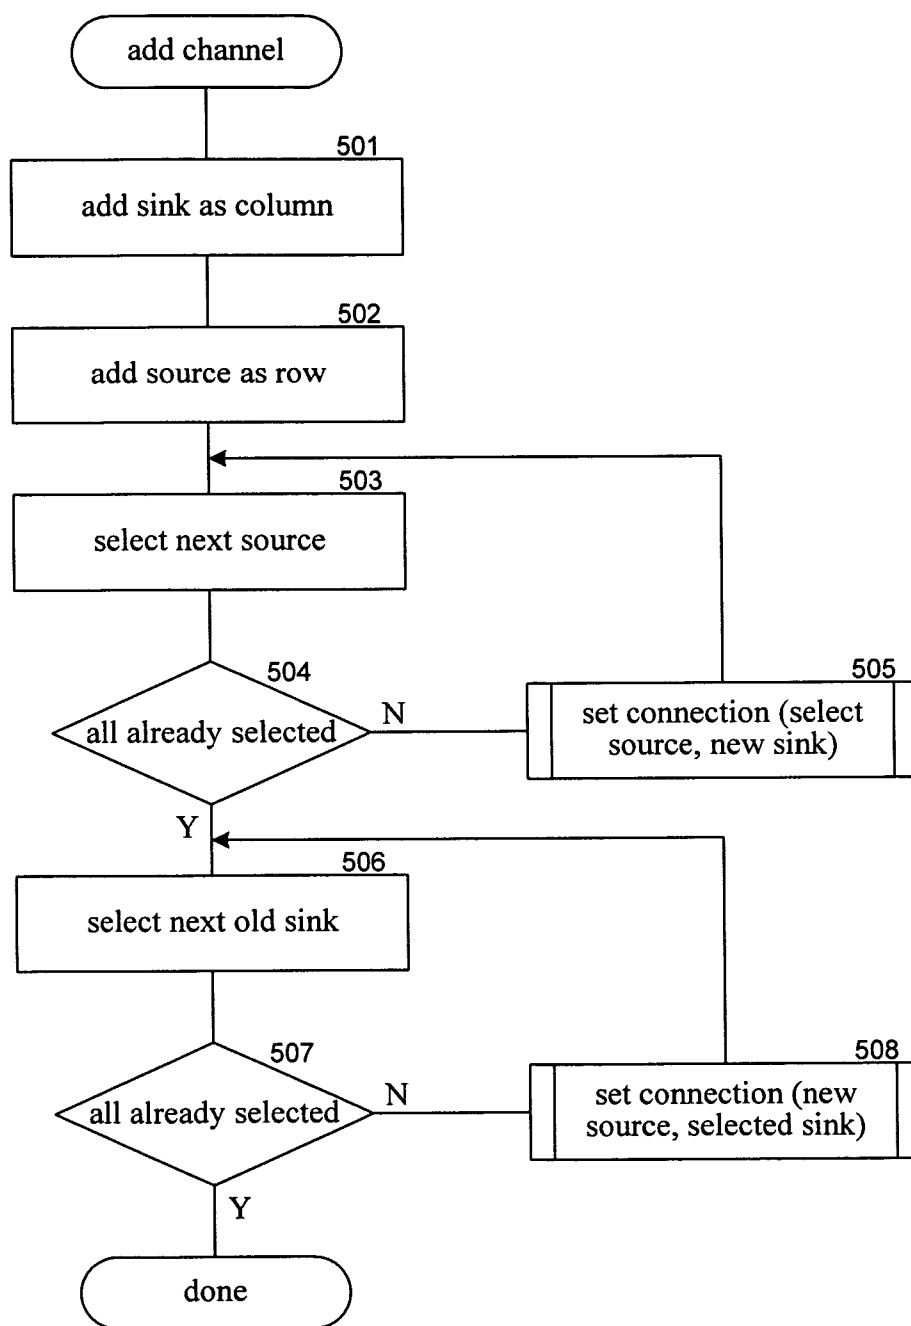 add channel
501
add sink as column
502
add source as row
503
select next source
504
all already selected
N
505
set connection (select
source, new sink)
Y
506
select next old sink
507
all already selected
N
508
set connection (new
source, selected sink)
Y
done